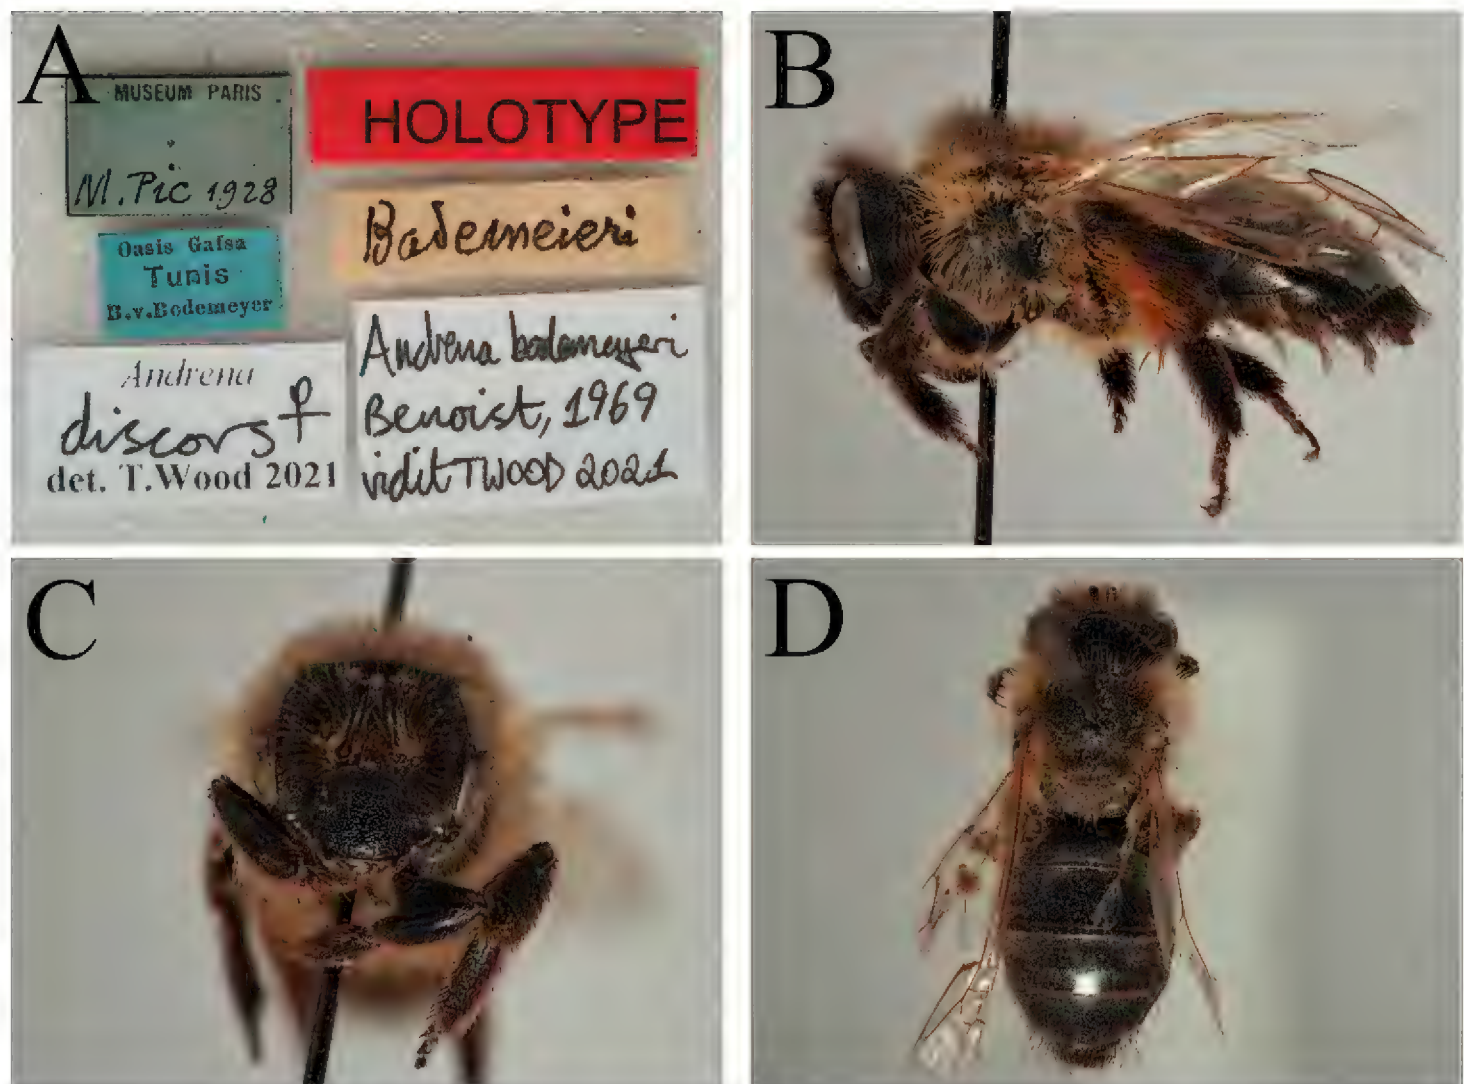 A
MUSEUM PARIS
M. Pic 1928
Oasis Gafsa
Tunis
B.v.Bodemeyer
Andrena
discors ♀
det. T.Wood 2021
HOLOTYPE
Bademeieri
Andrena bodemeyeri
Benoist, 1969
vidit TWOOD 2021
B
C
D